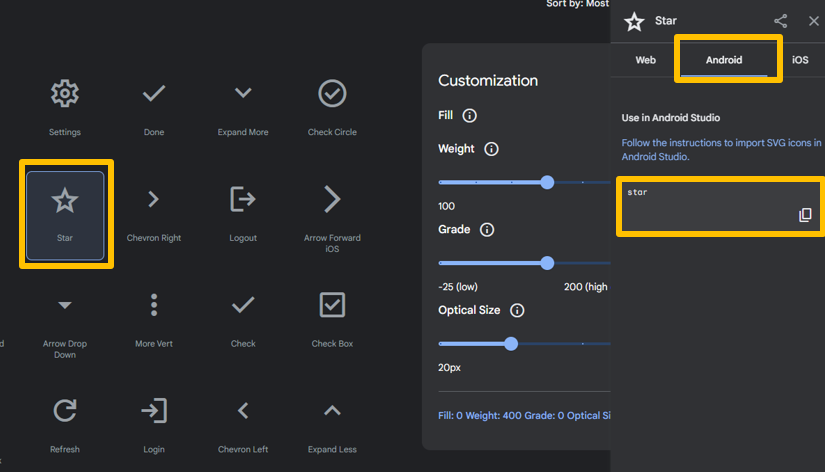 Sort by: Most
Settings
Done
Expand More
Check Circle
Star
Chevron Right
Logout
Arrow Forward
iOS
Arrow Drop
Down
More Vert
Check
Check Box
Refresh
Login
Chevron Left
Expand Less
Customization
Fill
Weight
100
Grade
-25 (low)
200 (high
Optical Size
20px
Fill: 0 Weight: 400 Grade: 0 Optical Si
Star
Web
Android
iOS
Use in Android Studio
Follow the instructions to import SVG icons in
Android Studio.
star